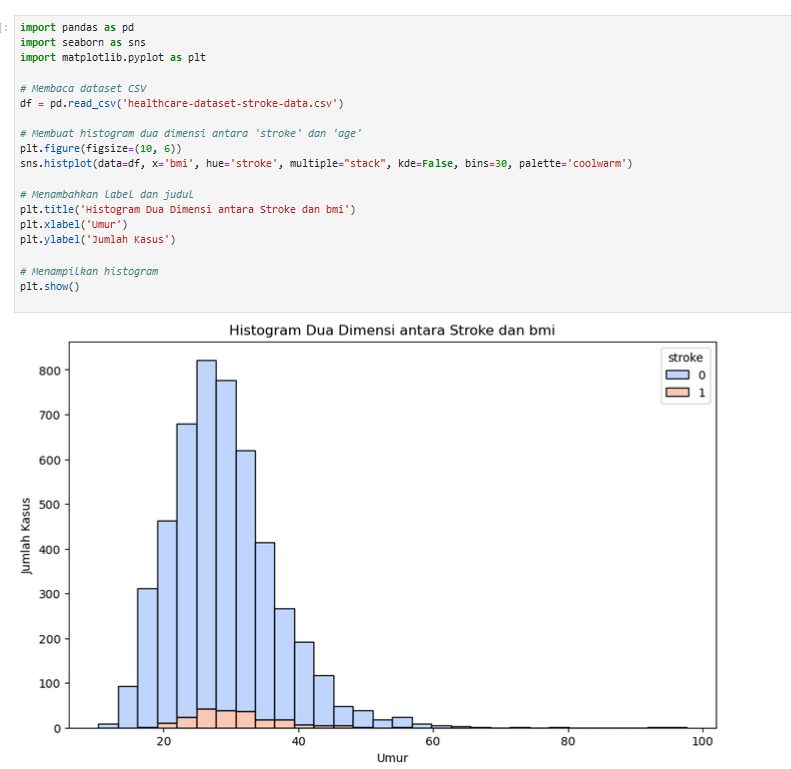 ]:
import pandas as pd
import seaborn as sns
import matplotlib.pyplot as plt
# Membaca dataset CSV
df = pd.read_csv('healthcare-dataset-stroke-data.csv')
# Membuat histogram dua dimensi antara 'stroke' dan 'age'
plt.figure(figsize=(10, 6))
sns.histplot(data=df, x='bmi', hue='stroke', multiple="stack", kde=False, bins=30, palette='coolwarm')
# Menambahkan label dan judul
plt.title('Histogram Dua Dimensi antara Stroke dan bmi')
plt.xlabel('Umur')
plt.ylabel('Jumlah Kasus')
# Menampilkan histogram
plt.show()
Histogram Dua Dimensi antara Stroke dan bmi
stroke
0
1
800
700
600
500
400
300
200
100
0
Jumlah Kasus
20 40 60 80 100
Umur